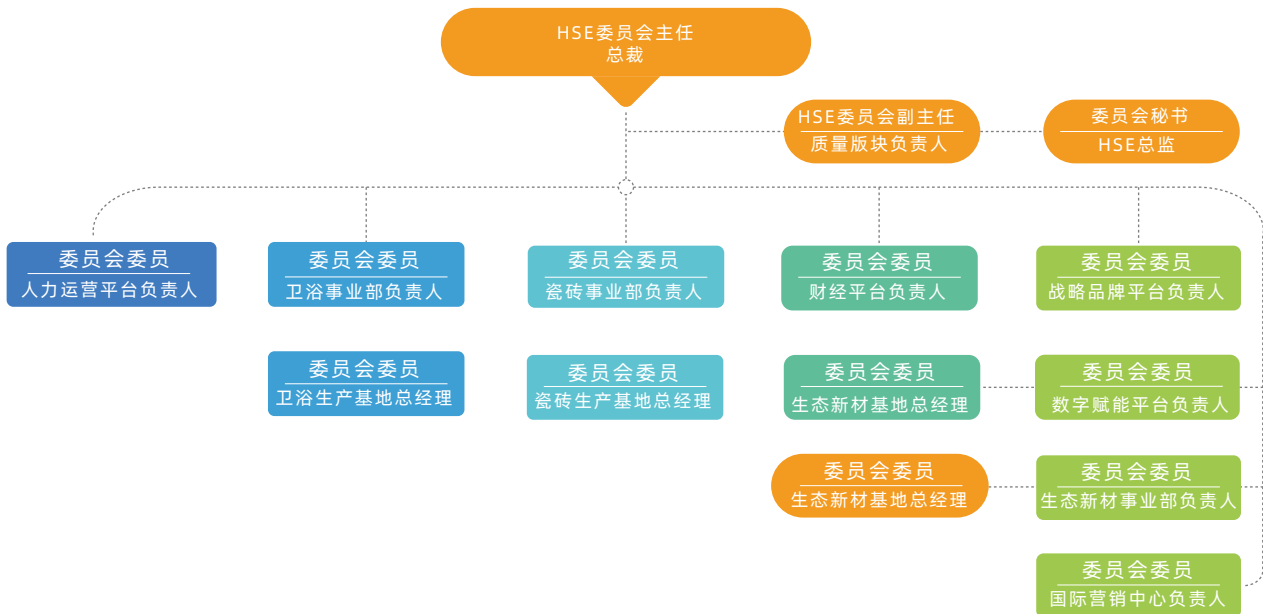 HSE委员会主任
总裁
HSE委员会副主任
质量版块负责人
委员会秘书
HSE总监
委员会委员
人力运营平台负责人
委员会委员
卫浴事业部负责人
委员会委员
瓷砖事业部负责人
委员会委员
财经平台负责人
委员会委员
战略品牌平台负责人
委员会委员
卫浴生产基地总经理
委员会委员
瓷砖生产基地总经理
委员会委员
生态新材基地总经理
委员会委员
数字赋能平台负责人
委员会委员
生态新材基地总经理
委员会委员
生态新材事业部负责人
委员会委员
国际营销中心负责人